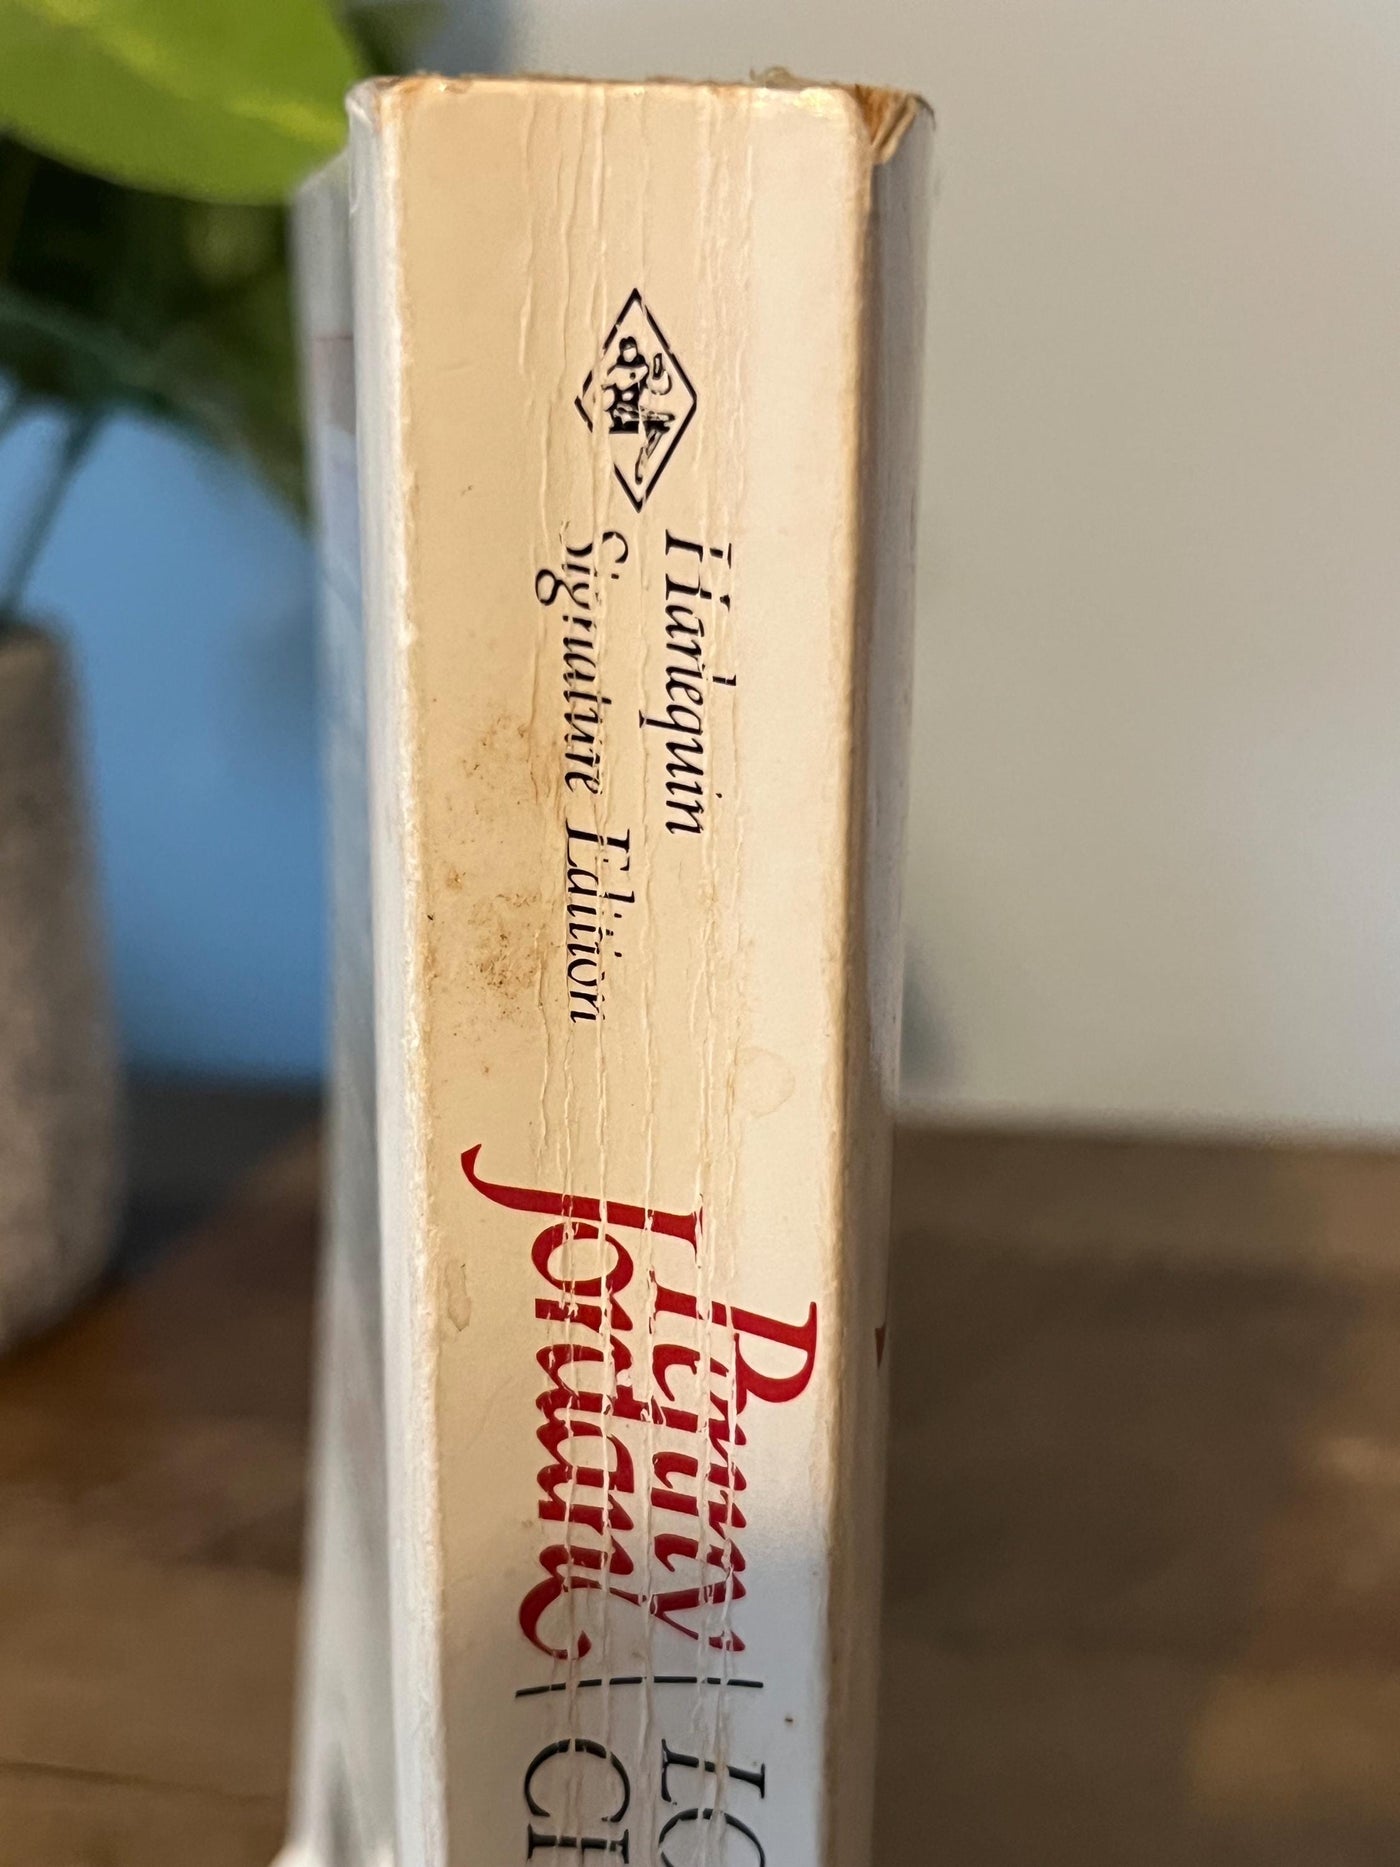 Harlequin
Signature Edition
Penny
Jordan
LO
CH